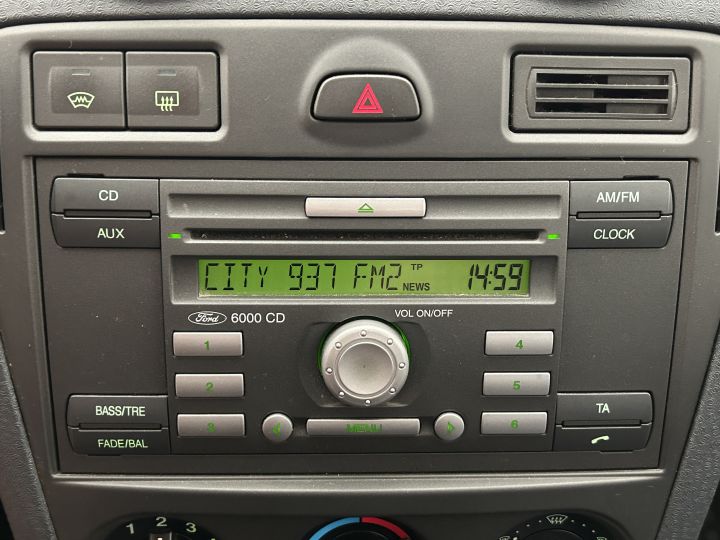 CD
AM/FM
AUX
CLOCK
CITY 937 FM2 TP NEWS 14:59
Ford 6000 CD
VOL ON/OFF
1
4
2
5
BASS/TRE
TA
3
MENU
6
FADE/BAL
1 2 3